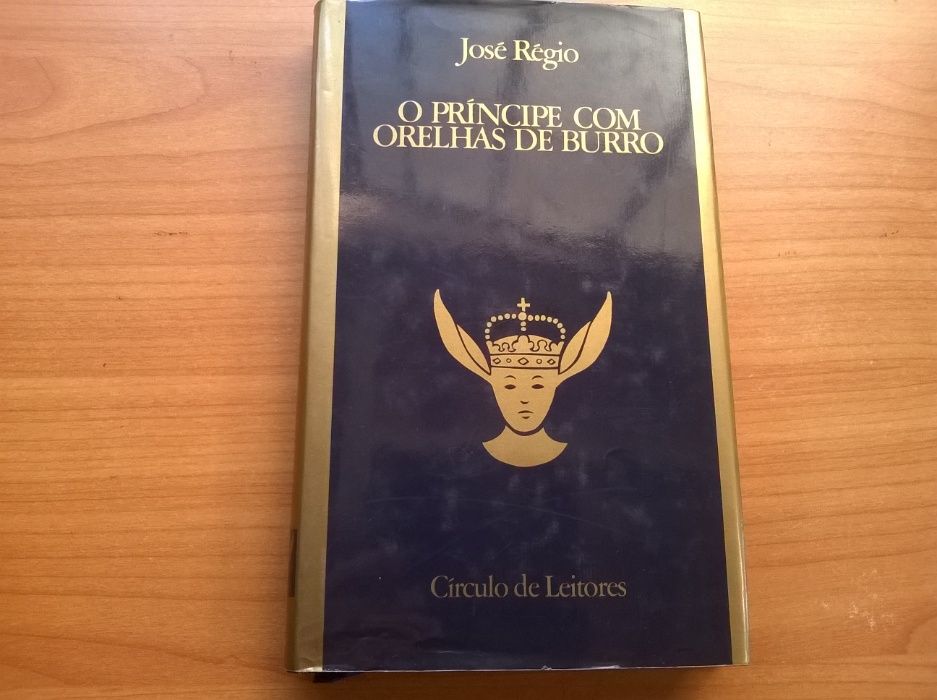 José Régio
O PRÍNCIPE COM
ORELHAS DE BURRO
Círculo de Leitores